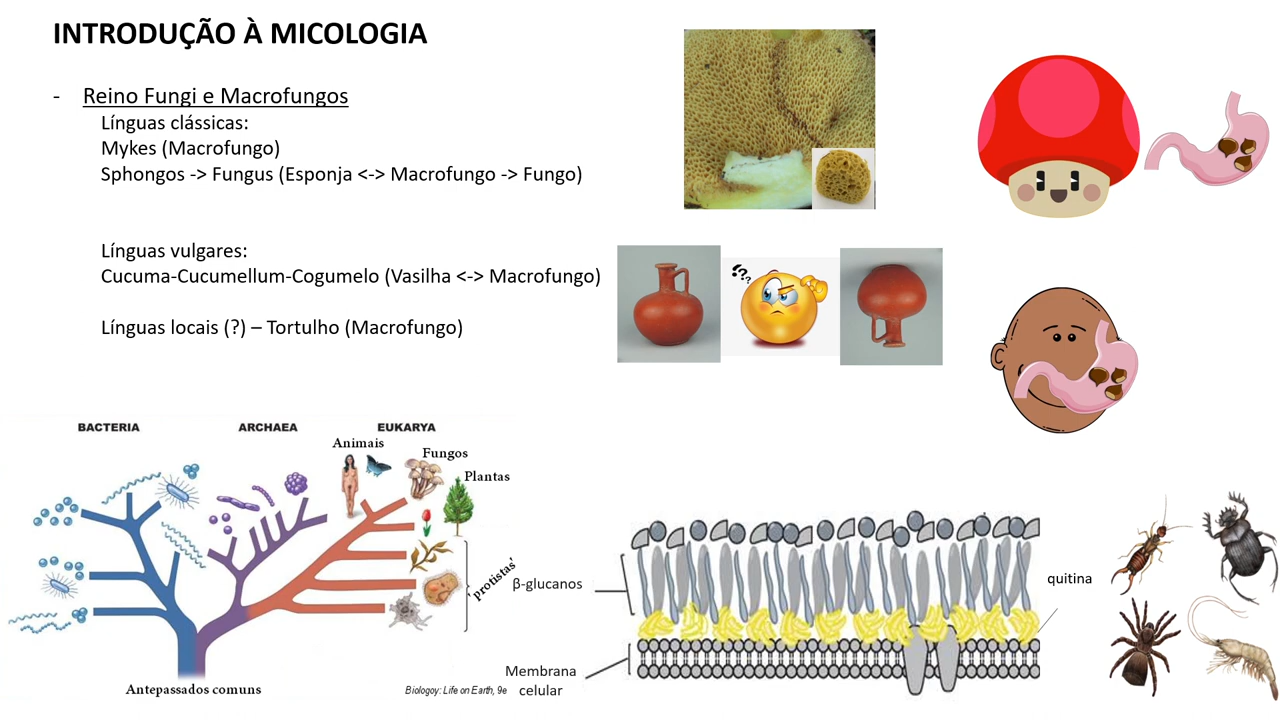 INTRODUÇÃO À MICOLOGIA
- Reino Fungi e Macrofungos
Línguas clássicas:
Mykes (Macrofungo)
Sphongos -> Fungus (Esponja <-> Macrofungo -> Fungo)
Línguas vulgares:
Cucuma-Cucumellum-Cogumelo (Vasilha <-> Macrofungo)
Línguas locais (?) – Tortulho (Macrofungo)
???
BACTERIA
ARCHAEA
EUKARYA
Animais
Fungos
Plantas
'protistas'
Antepassados comuns
Biologoy: Life on Earth, 9e
β-glucanos
Membrana
celular
quitina